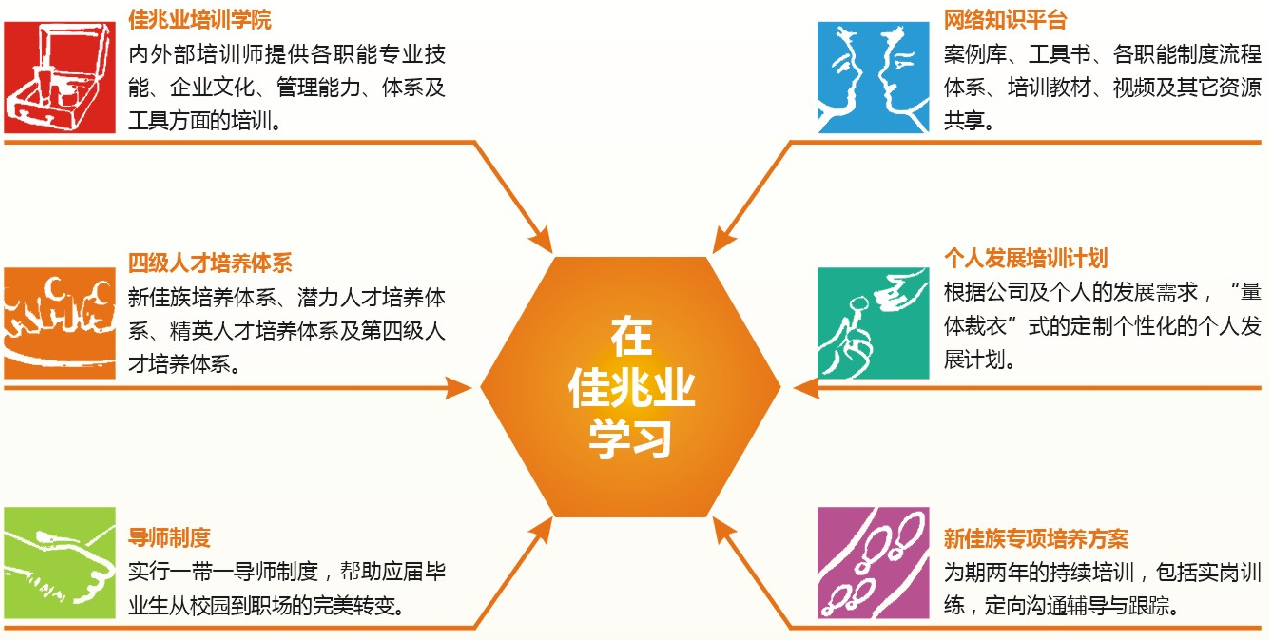 佳兆业培训学院
内外部培训师提供各职能专业技
能、企业文化、管理能力、体系及
工具方面的培训。
网络知识平台
案例库、工具书、各职能制度流程
体系、培训教材、视频及其它资源
共享。
四级人才培养体系
新佳族培养体系、潜力人才培养体
系、精英人才培养体系及第四级人
才培养体系。
在
佳兆业
学习
个人发展培训计划
根据公司及个人的发展需求，“量
体裁衣”式的定制个性化的个人发
展计划。
导师制度
实行一带一导师制度，帮助应届毕
业生从校园到职场的完美转变。
新佳族专项培养方案
为期两年的持续培训，包括实岗训
练，定向沟通辅导与跟踪。